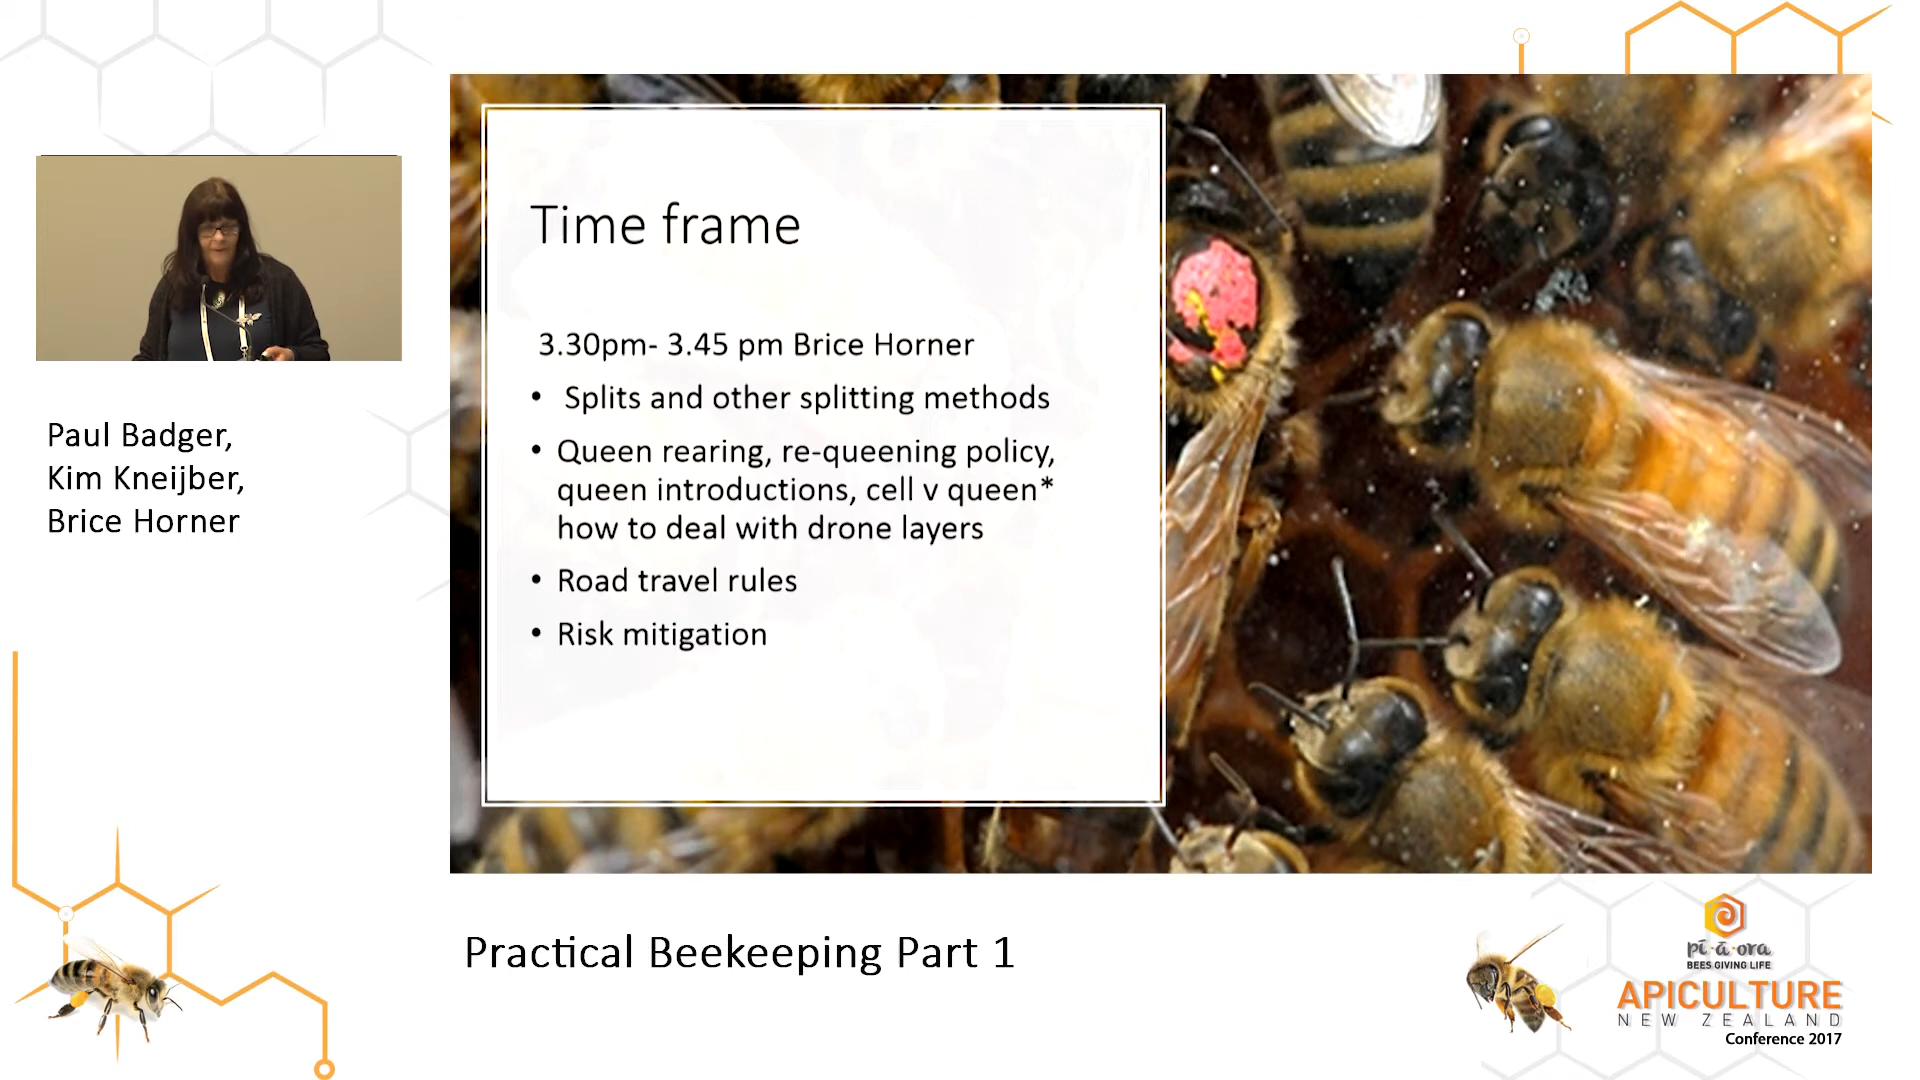 Time frame
3.30pm- 3.45 pm Brice Horner
• Splits and other splitting methods
• Queen rearing, re-queening policy,
queen introductions, cell v queen*
how to deal with drone layers
• Road travel rules
• Risk mitigation
Paul Badger,
Kim Kneijber,
Brice Horner
Practical Beekeeping Part 1
pī·ā·ora
BEES GIVING LIFE
APICULTURE
NEW ZEALAND
Conference 2017